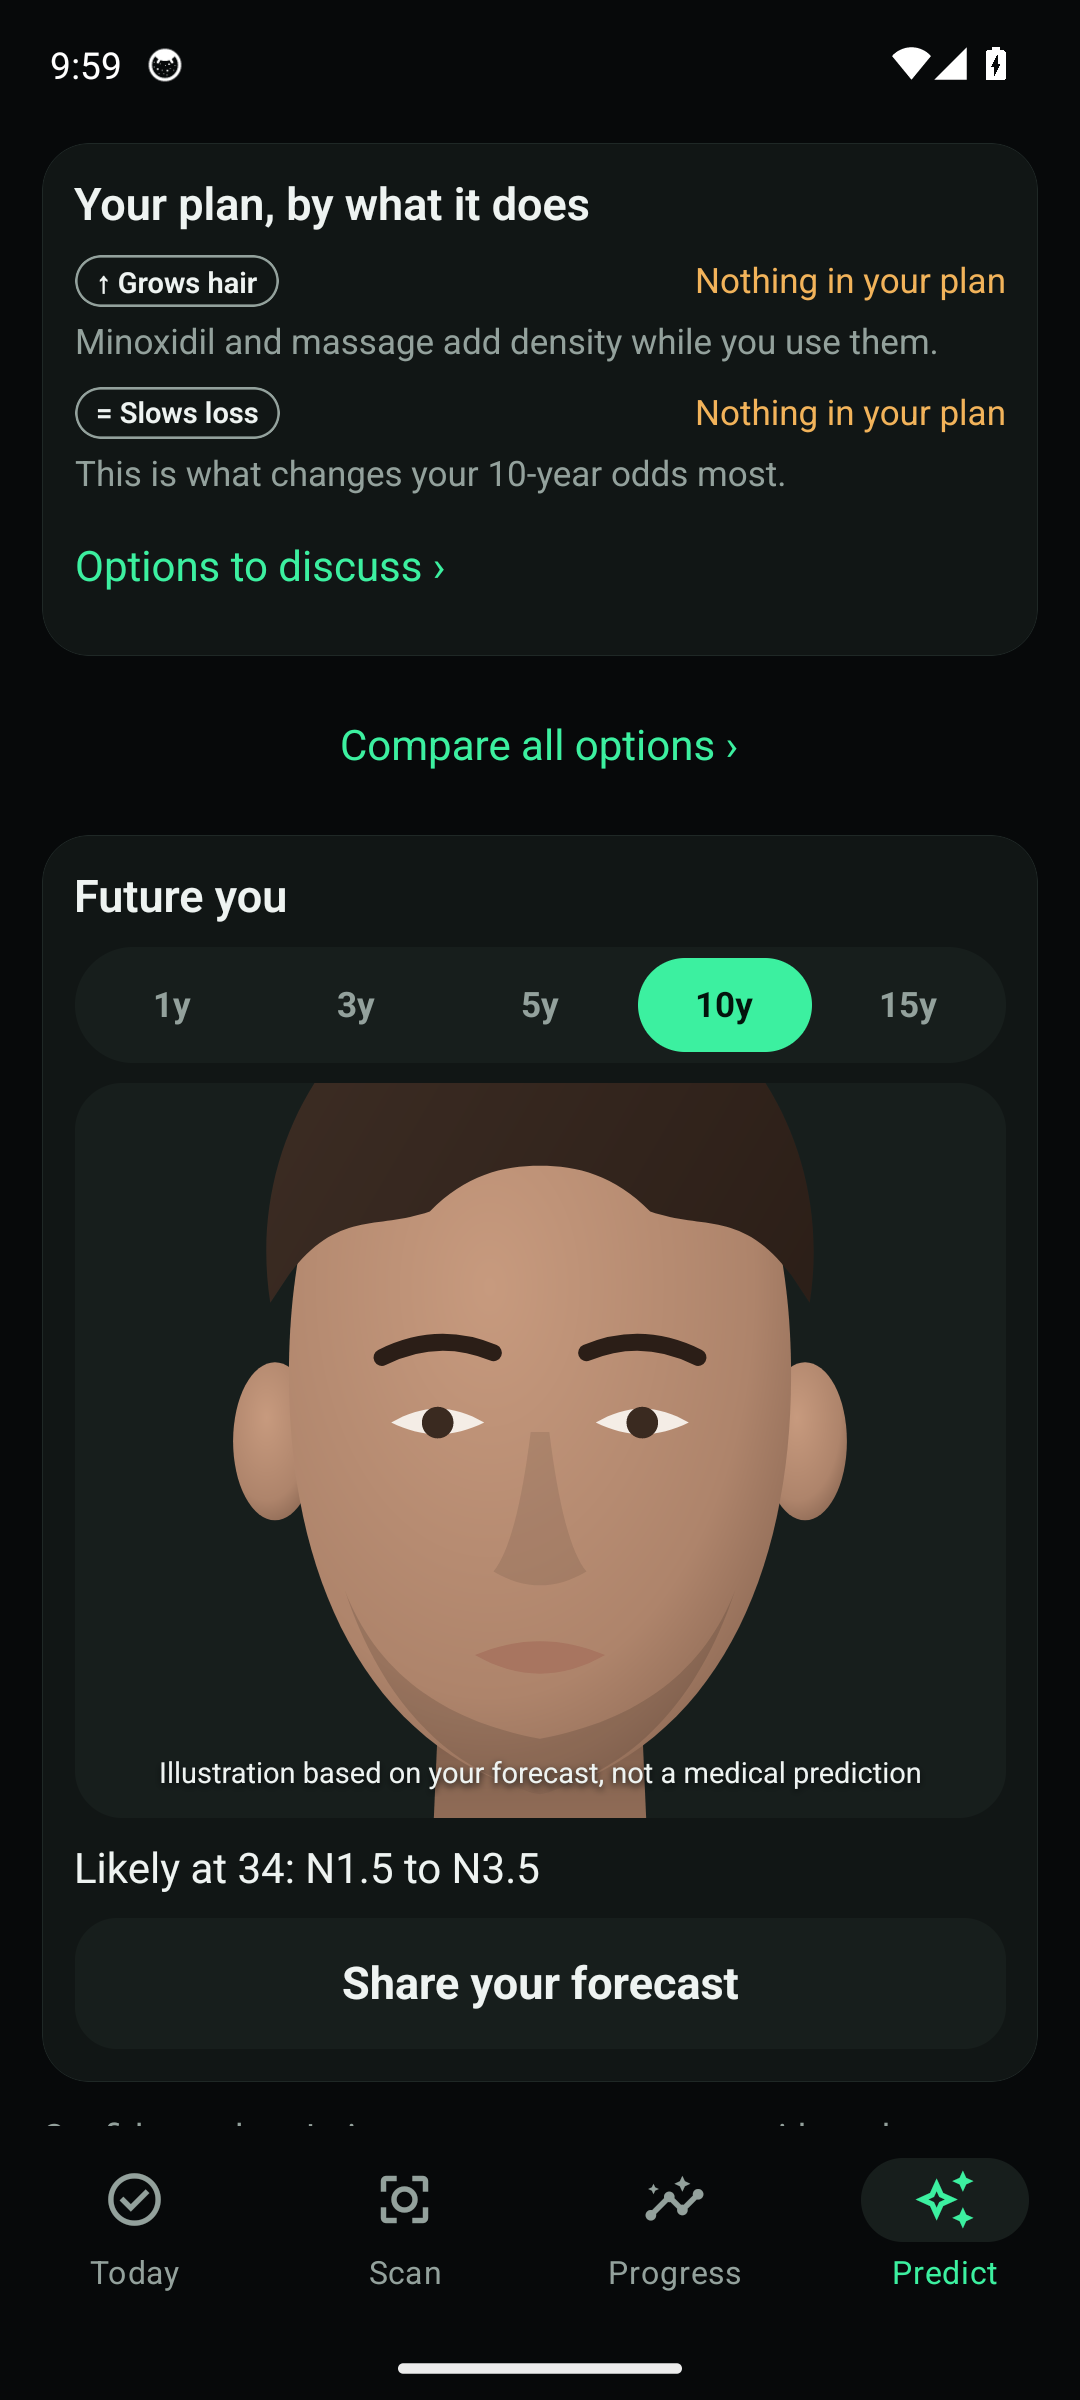 9:59
Your plan, by what it does
↑ Grows hair
Nothing in your plan
Minoxidil and massage add density while you use them.
= Slows loss
Nothing in your plan
This is what changes your 10-year odds most.
Options to discuss ›
Compare all options ›
Future you
1y 3y 5y 10y 15y
Illustration based on your forecast, not a medical prediction
Likely at 34: N1.5 to N3.5
Share your forecast
Today Scan Progress Predict